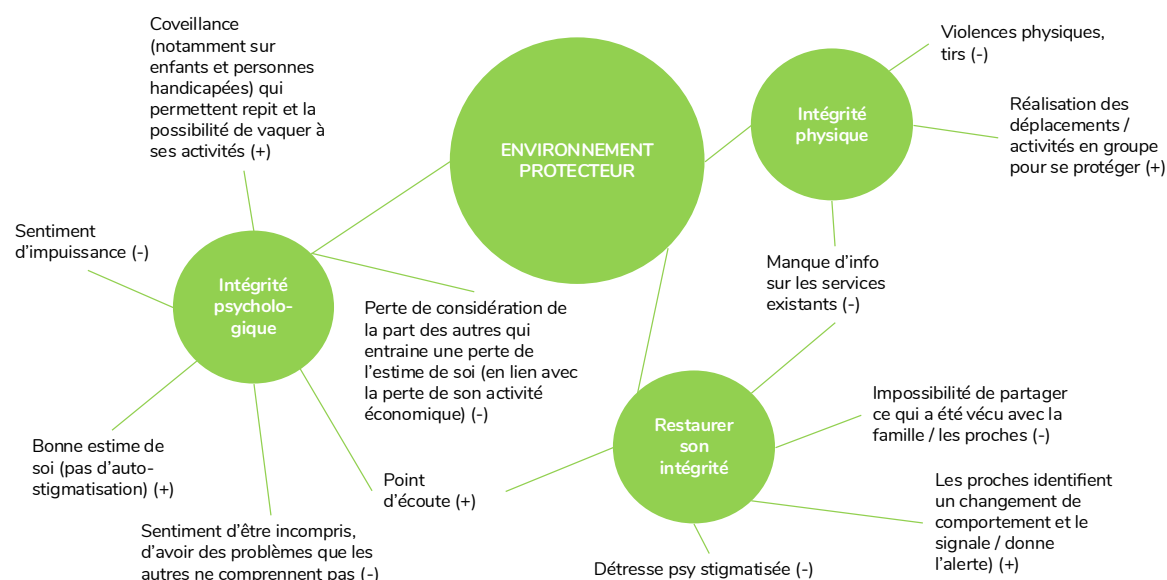 Coveillance
(notamment sur
enfants et personnes
handicapées) qui
permettent repit et la
possibilité de vaquer à
ses activités (+)
ENVIRONNEMENT
PROTECTEUR
Intégrité
physique
Violences physiques,
tirs (-)
Réalisation des
déplacements /
activités en groupe
pour se protéger (+)
Sentiment
d'impuissance (-)
Intégrité
psycholo-
gique
Perte de considération de
la part des autres qui
entraine une perte de
l'estime de soi (en lien avec
la perte de son activité
économique) (-)
Manque d'info
sur les services
existants (-)
Bonne estime de
soi (pas d'auto-
stigmatisation) (+)
Sentiment d'être incompris,
d'avoir des problèmes que les
autres ne comprennent pas (-)
Point
d'écoute (+)
Restaurer
son
intégrité
Impossibilité de partager
ce qui a été vécu avec la
famille / les proches (-)
Les proches identifient
un changement de
comportement et le
signale / donne
l'alerte) (+)
Détresse psy stigmatisée (-)